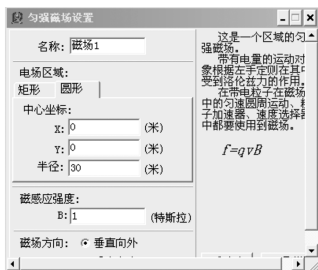 匀强磁场设置
名称: 磁场1
电场区域:
矩形 圆形
中心坐标:
X: 0 (米)
Y: 0 (米)
半径: 30 (米)
磁感应强度:
B: 1 (特斯拉)
磁场方向: 垂直向外
这是一个区域的匀
强磁场。
带有电量的运动对
象根据左手定则在其中
受到洛伦兹力的作用。
在带电粒子在磁场
中的匀速圆周运动、
子加速器、速度选择器
中都要使用到磁场。
f=qvB